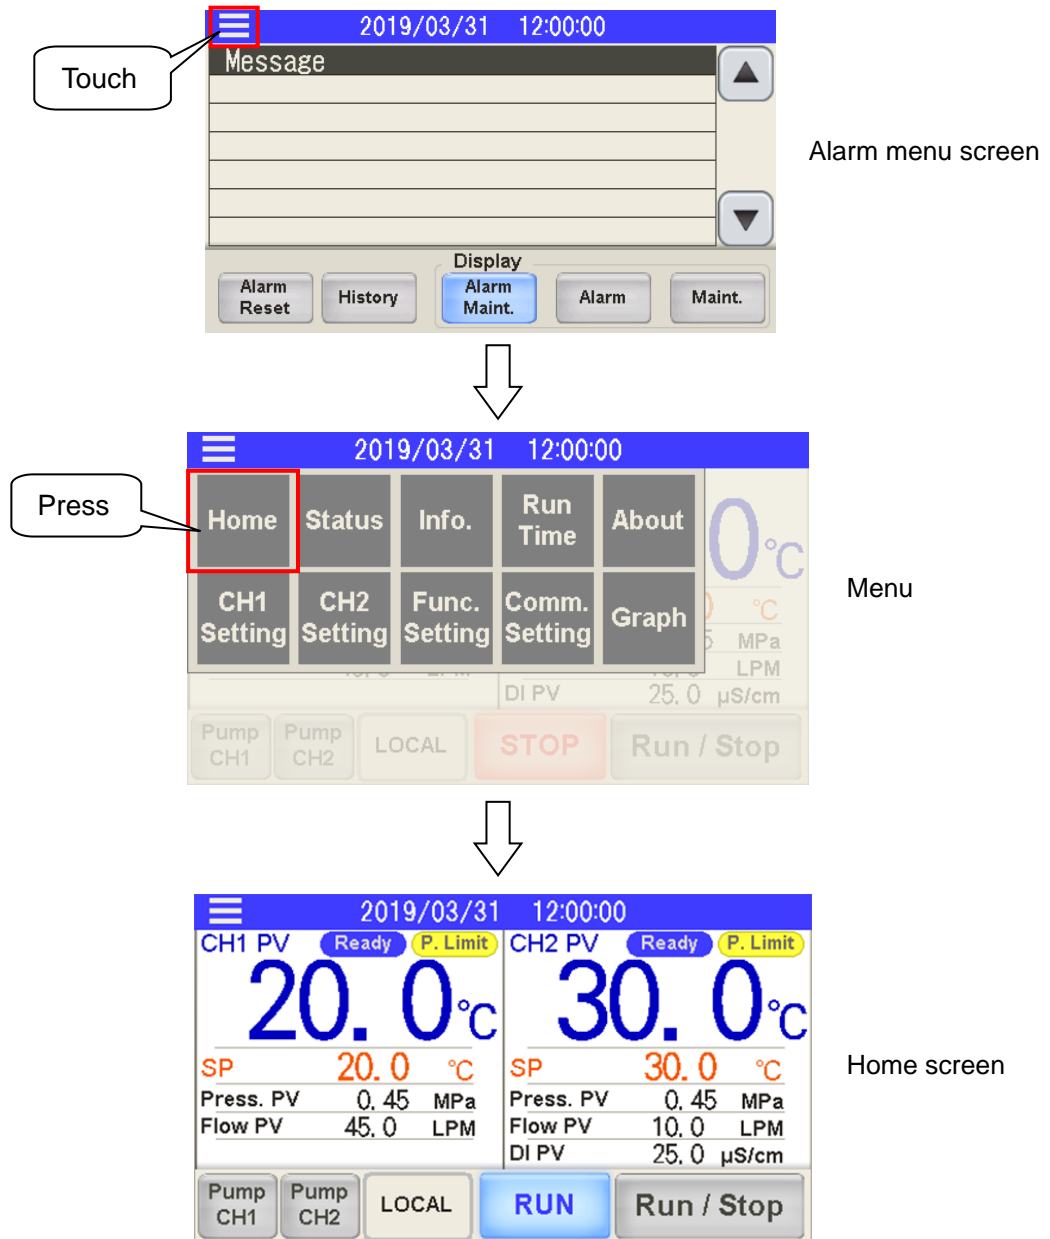 2019/03/31 12:00:00
Touch
Message
Alarm menu screen
Display
Alarm Reset
History
Alarm Maint.
Alarm
Maint.
2019/03/31 12:00:00
Press
Home
Status
Info.
Run Time
About
°C
CH1 Setting
CH2 Setting
Func. Setting
Comm. Setting
Graph
Menu
°C
MPa
LPM
DI PV 25.0 µS/cm
Pump CH1
Pump CH2
LOCAL
STOP
Run / Stop
2019/03/31 12:00:00
CH1 PV Ready P. Limit
20.0 °C
SP 20.0 °C
Press. PV 0.45 MPa
Flow PV 45.0 LPM
CH2 PV Ready P. Limit
30.0 °C
SP 30.0 °C
Press. PV 0.45 MPa
Flow PV 10.0 LPM
DI PV 25.0 µS/cm
Home screen
Pump CH1
Pump CH2
LOCAL
RUN
Run / Stop